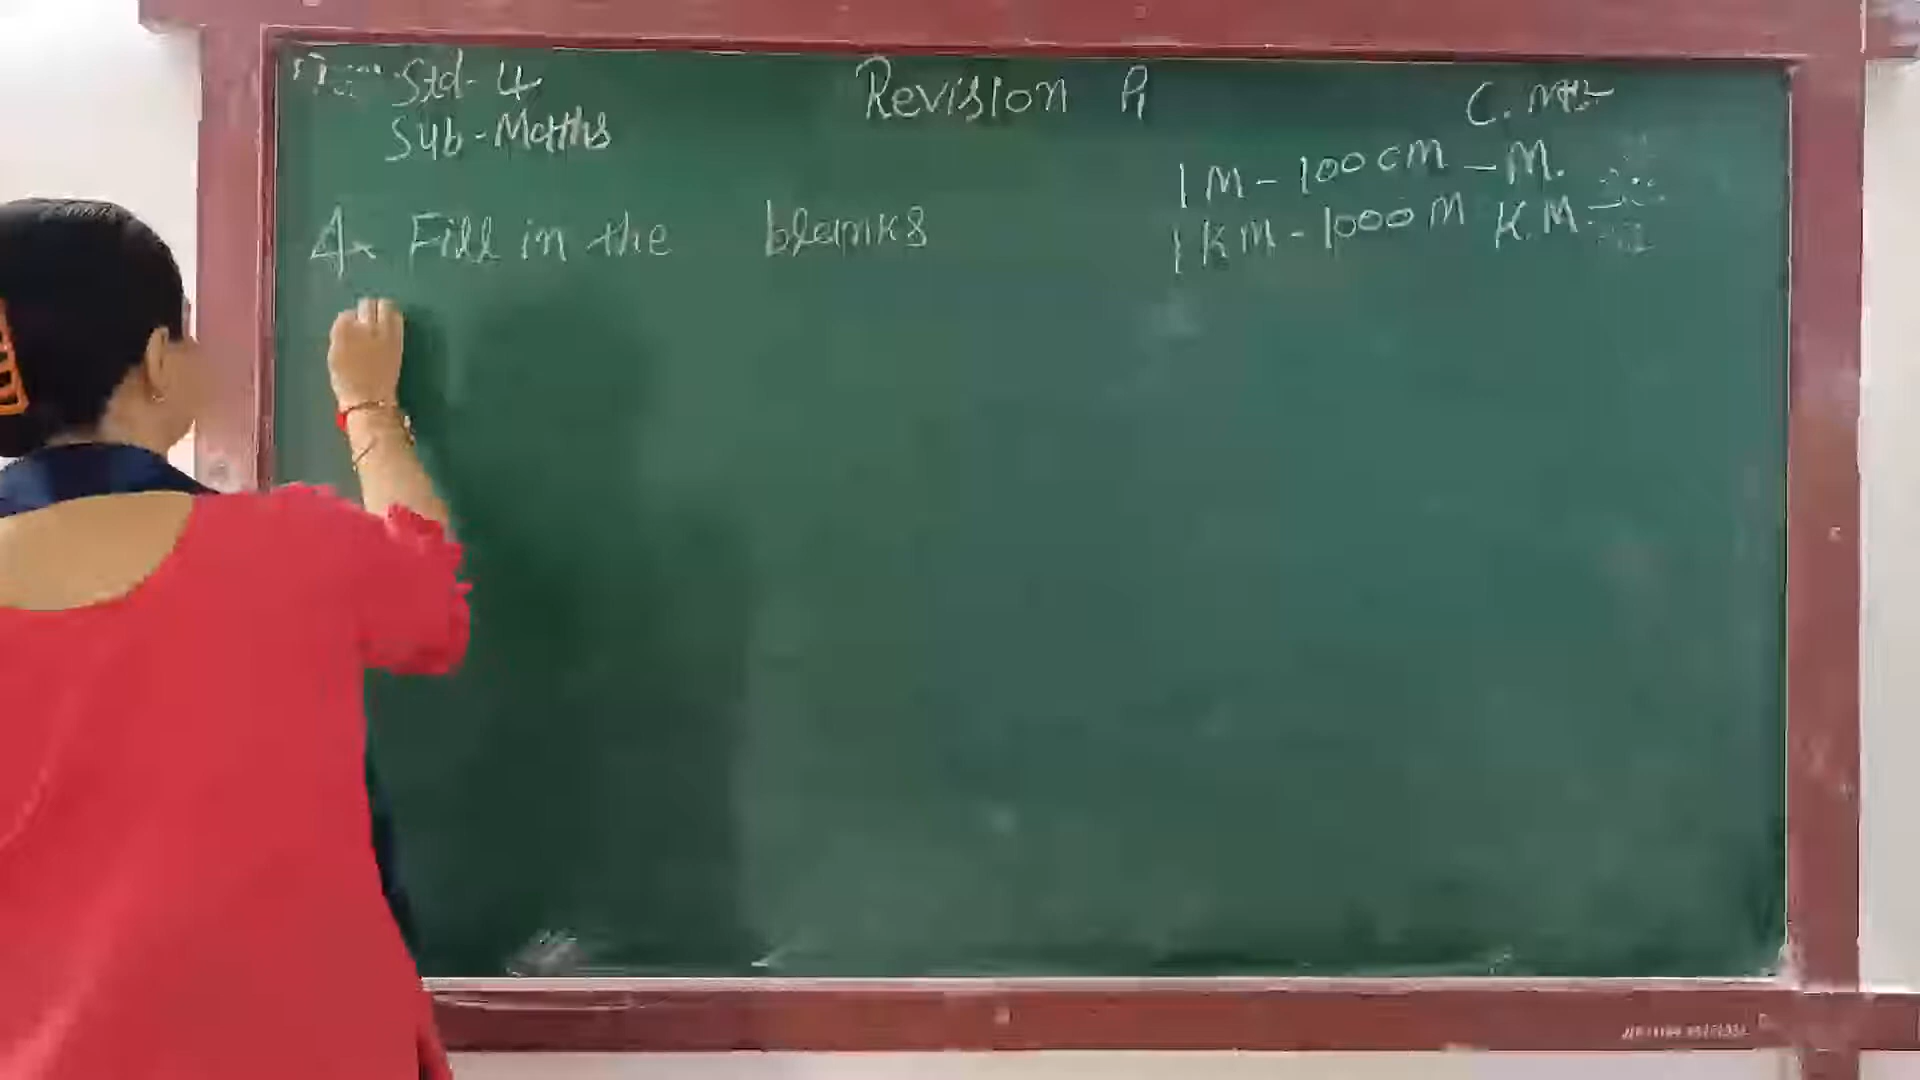 Std- 4
Sub-Maths
Revision
A Fill in the blanks
1 M - 100 cm - M.
1 KM - 1000 M K.M